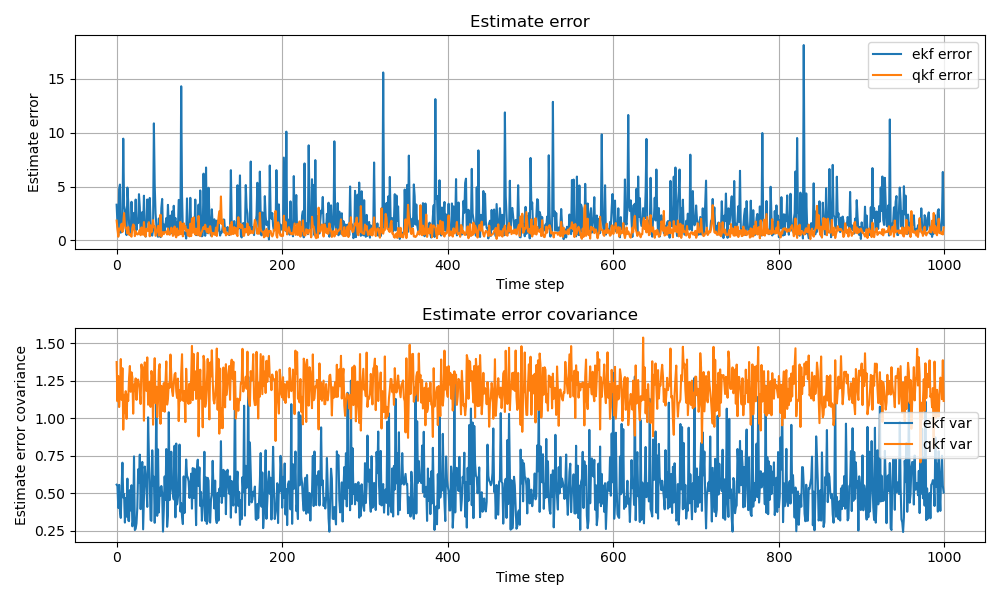 Estimate error
Estimate error
15
10
5
0
ekf error
qkf error
0 200 400 600 800 1000
Time step
Estimate error covariance
Estimate error covariance
1.50
1.25
1.00
0.75
0.50
0.25
ekf var
qkf var
0 200 400 600 800 1000
Time step